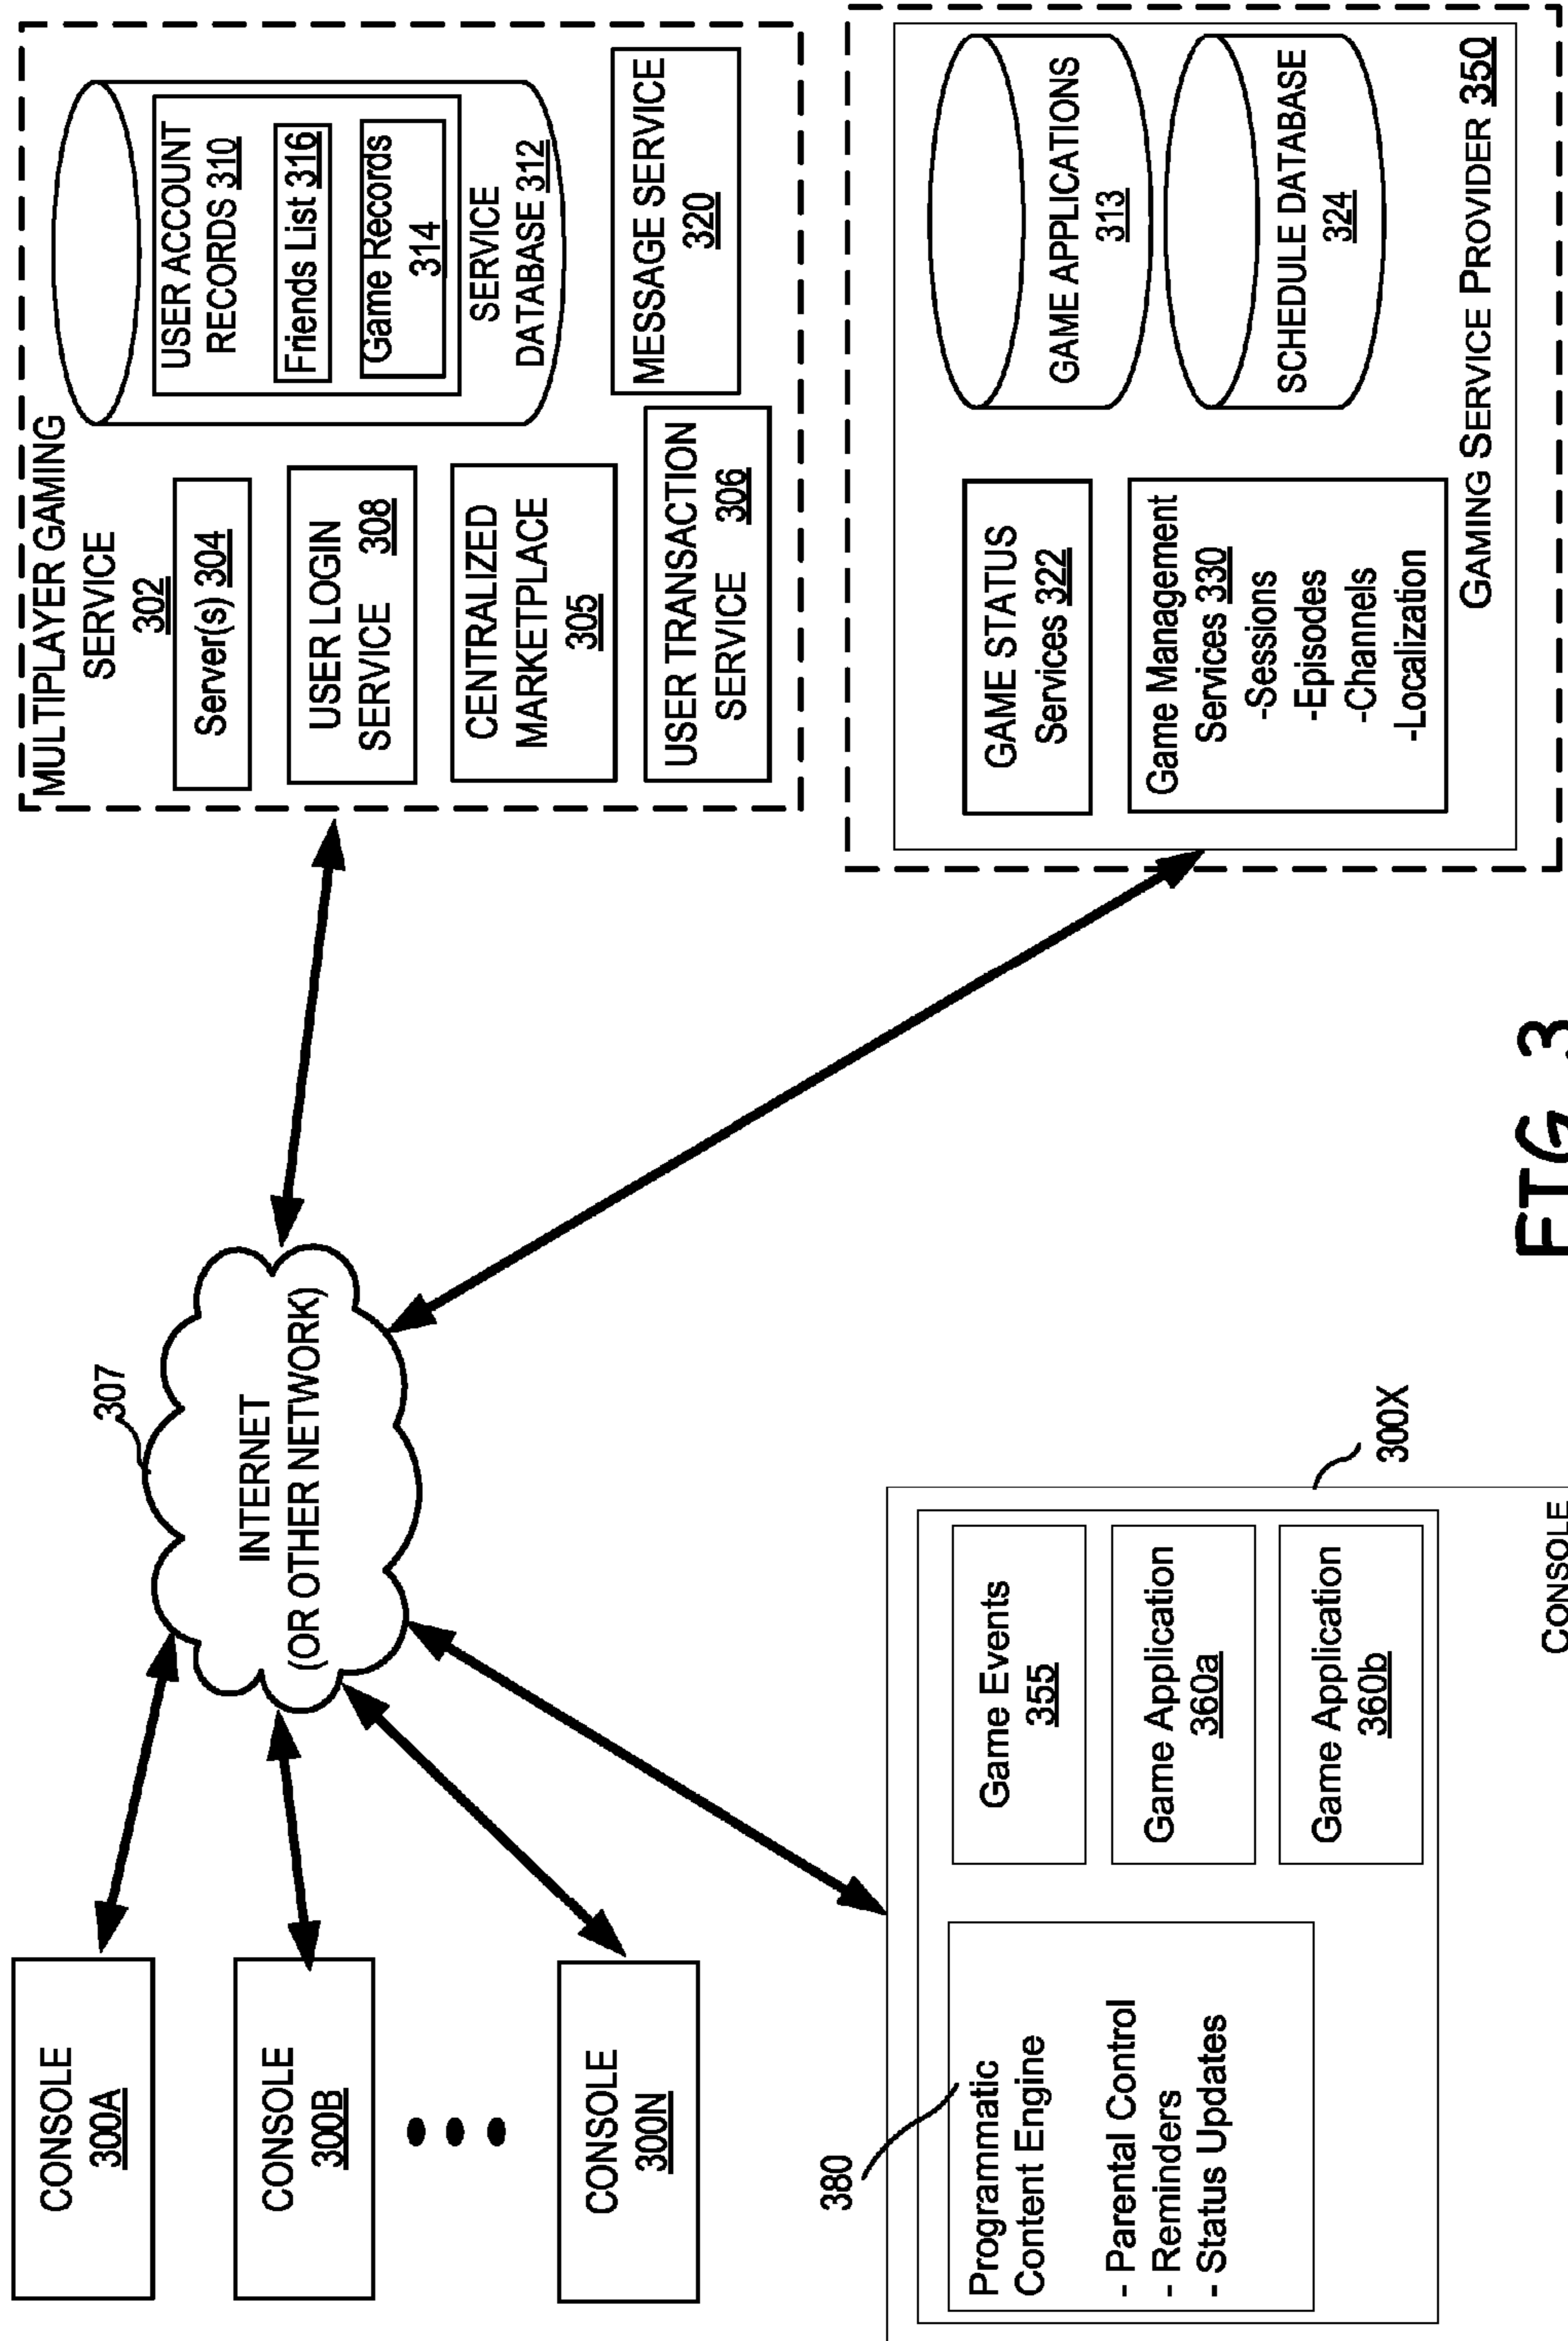 CONSOLE
300A
CONSOLE
300B
CONSOLE
300N
307
INTERNET
(OR OTHER NETWORK)
MULTIPLAYER GAMING
SERVICE
302
Server(s) 304
USER LOGIN
SERVICE 308
CENTRALIZED
MARKETPLACE
305
USER TRANSACTION
SERVICE 306
USER ACCOUNT
RECORDS 310
Friends List 316
Game Records
314
SERVICE
DATABASE 312
MESSAGE SERVICE
320
380
Programmatic
Content Engine
- Parental Control
- Reminders
- Status Updates
Game Events
355
Game Application
360a
Game Application
360b
CONSOLE
300X
GAME STATUS
Services 322
Game Management
Services 330
-Sessions
-Episodes
-Channels
-Localization
GAME APPLICATIONS
313
SCHEDULE DATABASE
324
GAMING SERVICE PROVIDER 350
FIG 3